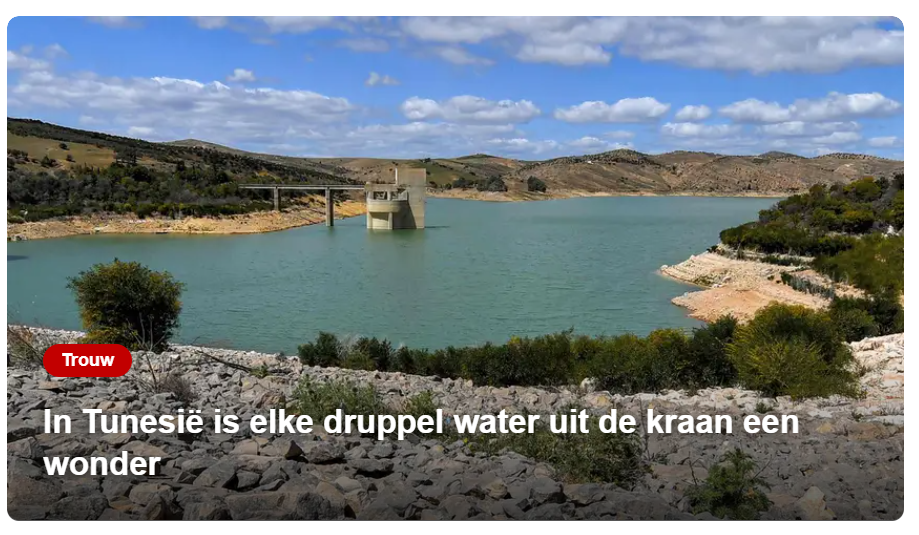 Trouw
In Tunesië is elke druppel water uit de kraan een
wonder